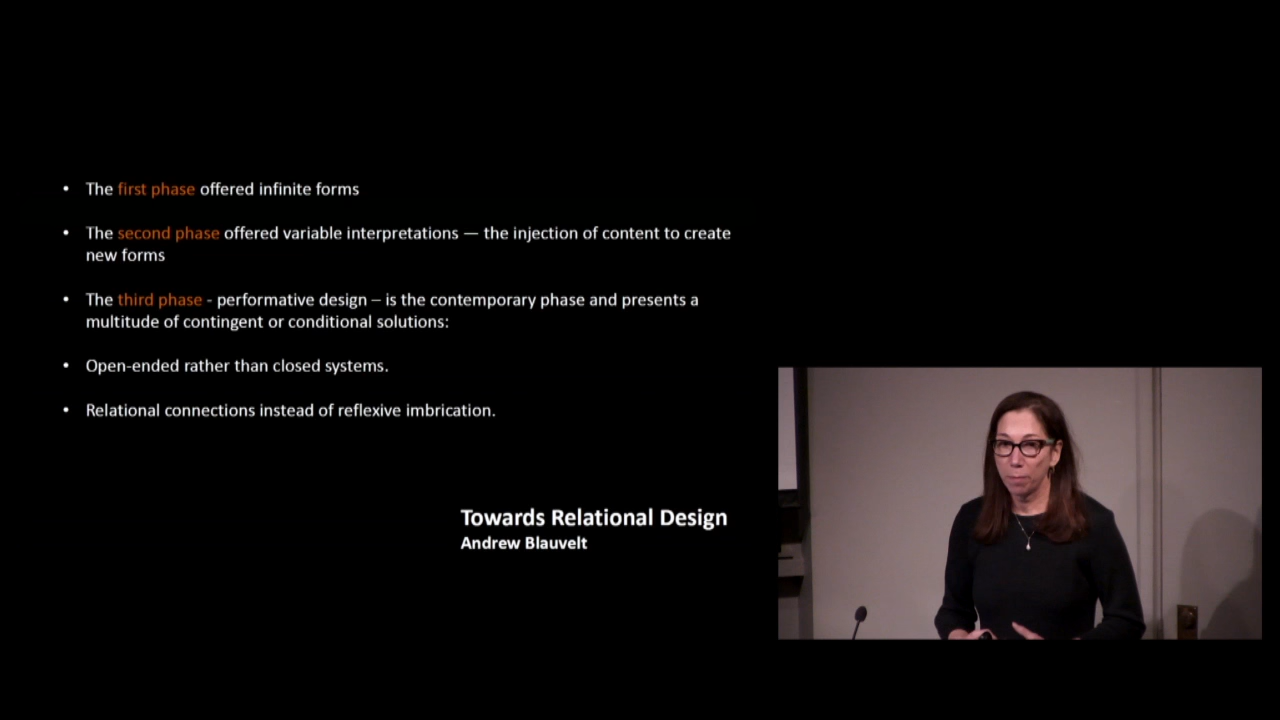 • The first phase offered infinite forms
• The second phase offered variable interpretations — the injection of content to create
new forms
• The third phase - performative design – is the contemporary phase and presents a
multitude of contingent or conditional solutions:
• Open-ended rather than closed systems.
• Relational connections instead of reflexive imbrication.
Towards Relational Design
Andrew Blauvelt